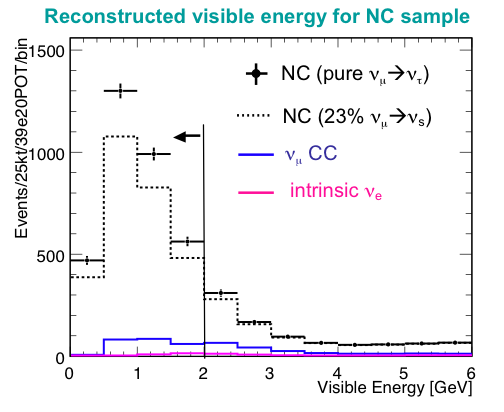 Reconstructed visible energy for NC sample
Events/25kt/39e20POT/bin
1500
1000
500
0
NC (pure νμ→ντ)
NC (23% νμ→νs)
νμ CC
intrinsic νe
0 1 2 3 4 5 6
Visible Energy [GeV]